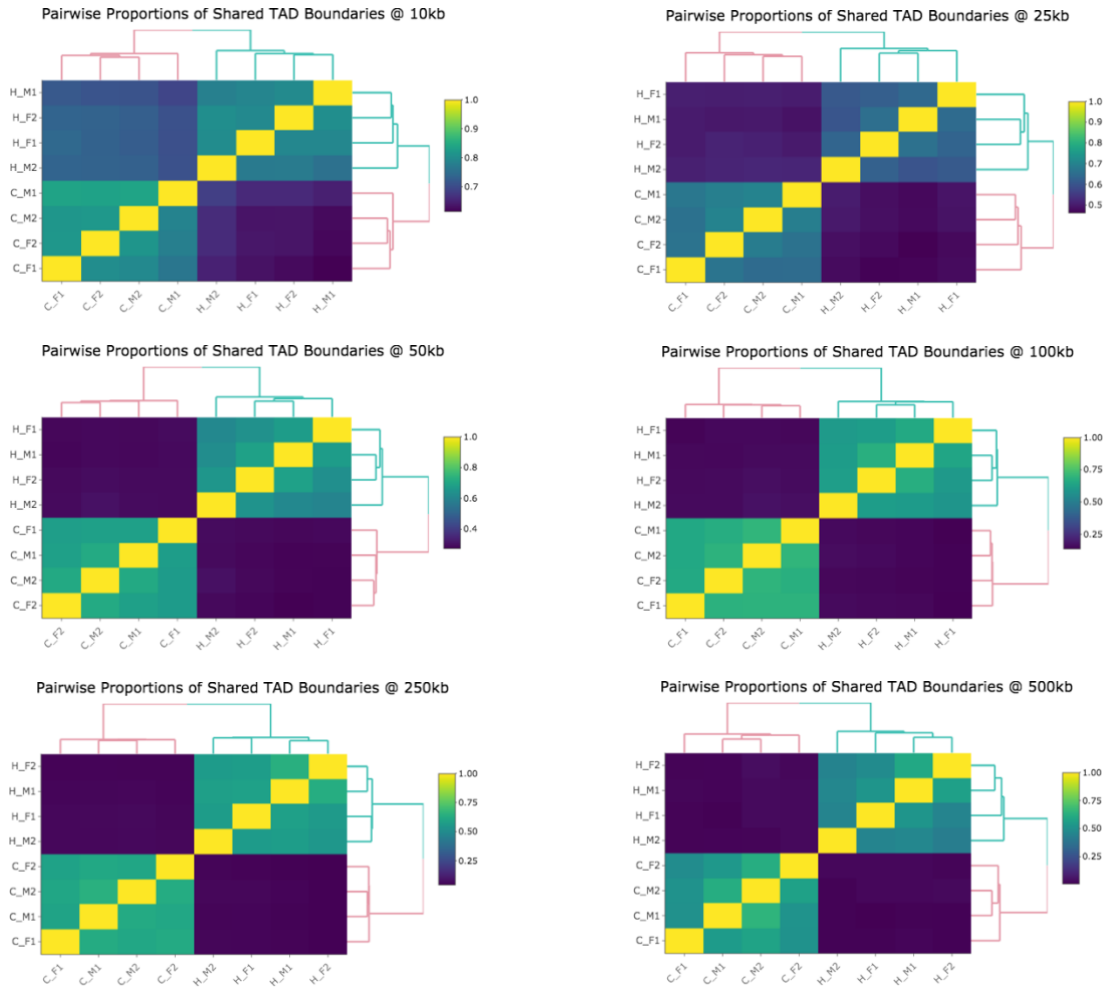 Pairwise Proportions of Shared TAD Boundaries @ 10kb
H_M1
H_F2
H_F1
H_M2
C_M1
C_M2
C_F2
C_F1
C_F1 C_F2 C_M2 C_M1 H_M2 H_F1 H_F2 H_M1
1.0
0.9
0.8
0.7
Pairwise Proportions of Shared TAD Boundaries @ 25kb
H_F1
H_M1
H_F2
H_M2
C_M1
C_M2
C_F2
C_F1
C_F1 C_F2 C_M2 C_M1 H_M2 H_F2 H_M1 H_F1
1.0
0.9
0.8
0.7
0.6
0.5
Pairwise Proportions of Shared TAD Boundaries @ 50kb
H_F1
H_M1
H_F2
H_M2
C_F1
C_M1
C_M2
C_F2
C_F2 C_M2 C_M1 C_F1 H_M2 H_F2 H_M1 H_F1
1.0
0.8
0.6
0.4
Pairwise Proportions of Shared TAD Boundaries @ 100kb
H_F1
H_M1
H_F2
H_M2
C_M1
C_M2
C_F2
C_F1
C_F1 C_F2 C_M2 C_M1 H_M2 H_F2 H_M1 H_F1
1.00
0.75
0.50
0.25
Pairwise Proportions of Shared TAD Boundaries @ 250kb
H_F2
H_M1
H_F1
H_M2
C_F2
C_M2
C_M1
C_F1
C_F1 C_M1 C_M2 C_F2 H_M2 H_F1 H_M1 H_F2
1.00
0.75
0.50
0.25
Pairwise Proportions of Shared TAD Boundaries @ 500kb
H_F2
H_M1
H_F1
H_M2
C_F2
C_M2
C_M1
C_F1
C_F1 C_M1 C_M2 C_F2 H_M2 H_F1 H_M1 H_F2
1.00
0.75
0.50
0.25